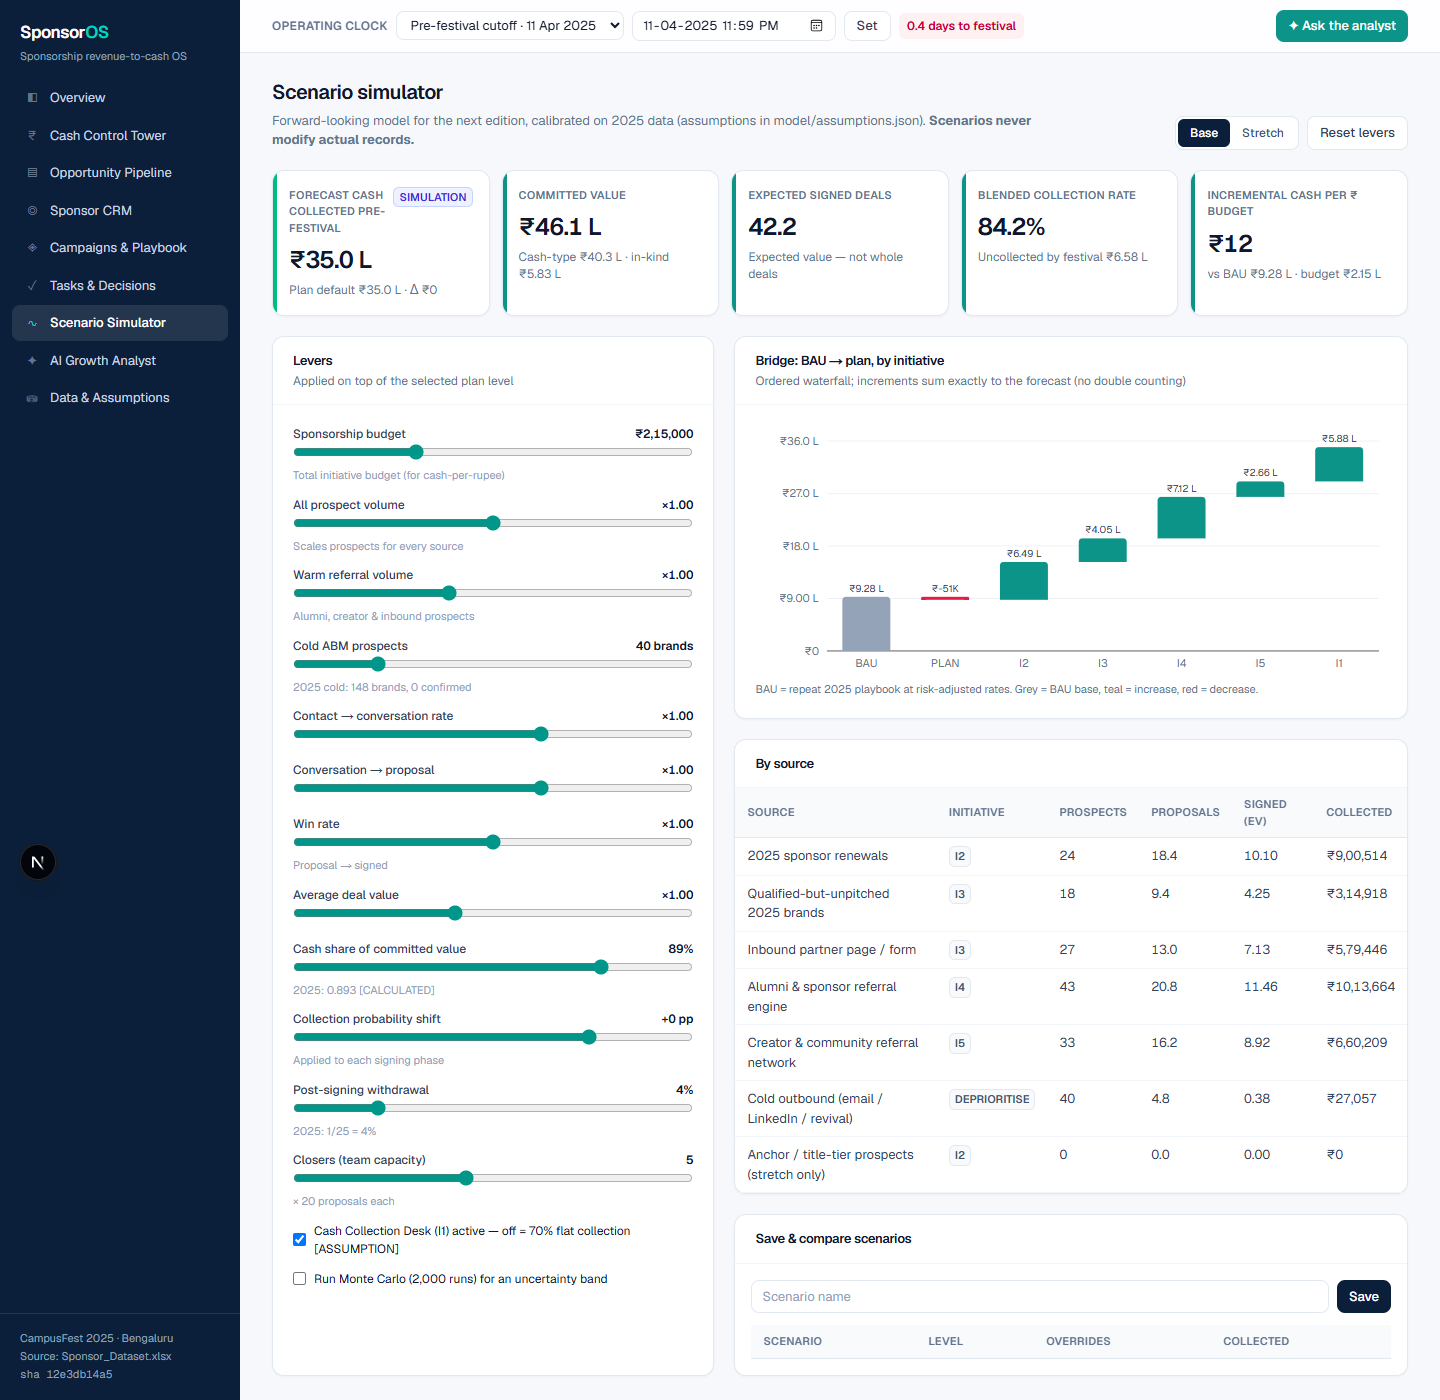 SponsorOS
Sponsorship revenue-to-cash OS
Overview
Cash Control Tower
Opportunity Pipeline
Sponsor CRM
Campaigns & Playbook
Tasks & Decisions
Scenario Simulator
AI Growth Analyst
Data & Assumptions
N
CampusFest 2025 · Bengaluru
Source: Sponsor_Dataset.xlsx
sha 12e3db14a5
OPERATING CLOCK
Pre-festival cutoff · 11 Apr 2025
11-04-2025 11:59 PM
Set
0.4 days to festival
✦ Ask the analyst
Scenario simulator
Forward-looking model for the next edition, calibrated on 2025 data (assumptions in model/assumptions.json). Scenarios never
modify actual records.
Base
Stretch
Reset levers
FORECAST CASH
COLLECTED PRE-
FESTIVAL
SIMULATION
₹35.0 L
Plan default ₹35.0 L · Δ ₹0
COMMITTED VALUE
₹46.1 L
Cash-type ₹40.3 L · in-kind
₹5.83 L
EXPECTED SIGNED DEALS
42.2
Expected value — not whole
deals
BLENDED COLLECTION RATE
84.2%
Uncollected by festival ₹6.58 L
INCREMENTAL CASH PER ₹
BUDGET
₹12
vs BAU ₹9.28 L · budget ₹2.15 L
Levers
Applied on top of the selected plan level
Sponsorship budget ₹2,15,000
Total initiative budget (for cash-per-rupee)
All prospect volume ×1.00
Scales prospects for every source
Warm referral volume ×1.00
Alumni, creator & inbound prospects
Cold ABM prospects 40 brands
2025 cold: 148 brands, 0 confirmed
Contact → conversation rate ×1.00
Conversation → proposal ×1.00
Win rate ×1.00
Proposal → signed
Average deal value ×1.00
Cash share of committed value 89%
2025: 0.893 [CALCULATED]
Collection probability shift +0 pp
Applied to each signing phase
Post-signing withdrawal 4%
2025: 1/25 = 4%
Closers (team capacity) 5
× 20 proposals each
Cash Collection Desk (I1) active — off = 70% flat collection
[ASSUMPTION]
Run Monte Carlo (2,000 runs) for an uncertainty band
Bridge: BAU → plan, by initiative
Ordered waterfall; increments sum exactly to the forecast (no double counting)
₹36.0 L
₹27.0 L
₹18.0 L
₹9.00 L
₹0
₹9.28 L
₹-51K
₹6.49 L
₹4.05 L
₹7.12 L
₹2.66 L
₹5.88 L
BAU PLAN I2 I3 I4 I5 I1
BAU = repeat 2025 playbook at risk-adjusted rates. Grey = BAU base, teal = increase, red = decrease.
By source
SOURCE INITIATIVE PROSPECTS PROPOSALS SIGNED (EV) COLLECTED
2025 sponsor renewals I2 24 18.4 10.10 ₹9,00,514
Qualified-but-unpitched I3 18 9.4 4.25 ₹3,14,918
2025 brands
Inbound partner page / form I3 27 13.0 7.13 ₹5,79,446
Alumni & sponsor referral I4 43 20.8 11.46 ₹10,13,664
engine
Creator & community referral I5 33 16.2 8.92 ₹6,60,209
network
Cold outbound (email / DEPRIORITISE 40 4.8 0.38 ₹27,057
LinkedIn / revival)
Anchor / title-tier prospects I2 0 0.0 0.00 ₹0
(stretch only)
Save & compare scenarios
Scenario name
Save
SCENARIO LEVEL OVERRIDES COLLECTED